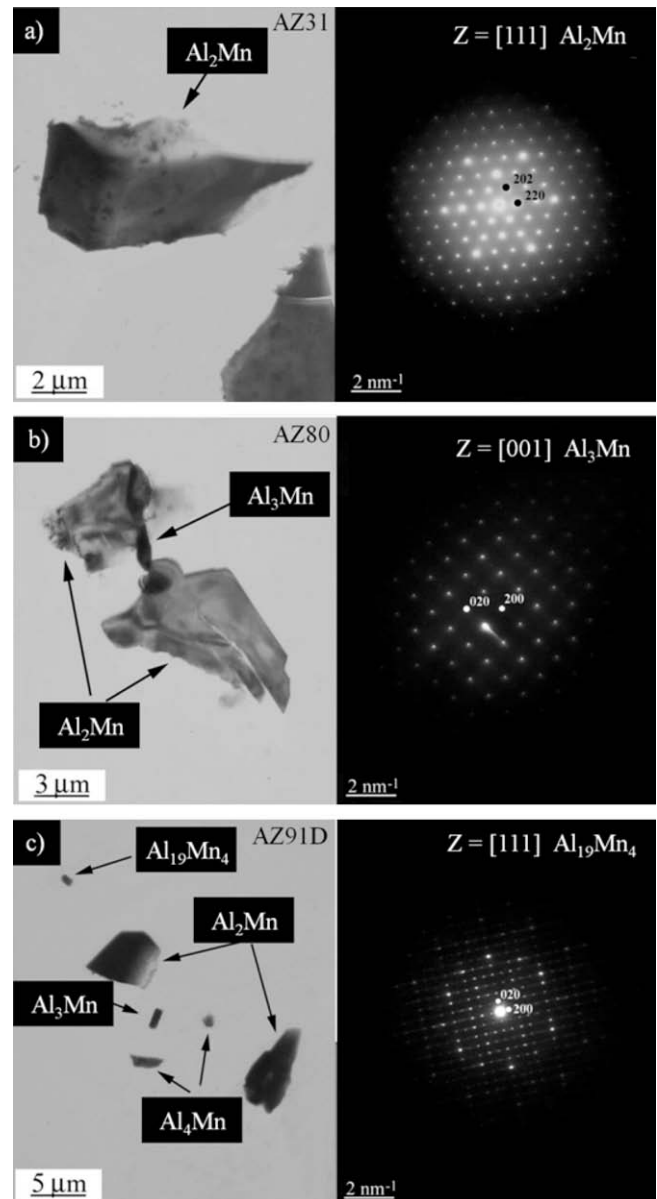 a)
AZ31
Al₂Mn
2 μm
Z = [111] Al₂Mn
202
220
2 nm⁻¹
b)
AZ80
Al₃Mn
Al₂Mn
3 μm
Z = [001] Al₃Mn
020
200
2 nm⁻¹
c)
AZ91D
Al₁₉Mn₄
Al₂Mn
Al₃Mn
Al₄Mn
5 μm
Z = [111] Al₁₉Mn₄
020
200
2 nm⁻¹